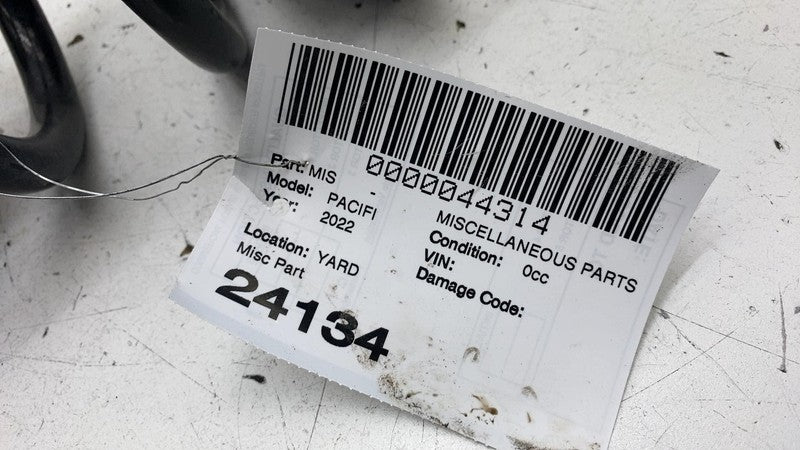 0000044314
Part: MIS - MISCELLANEOUS PARTS
Model: PACIFI Condition: 0cc
Year: 2022 VIN:
Damage Code:
Location: YARD
Misc Part
24134